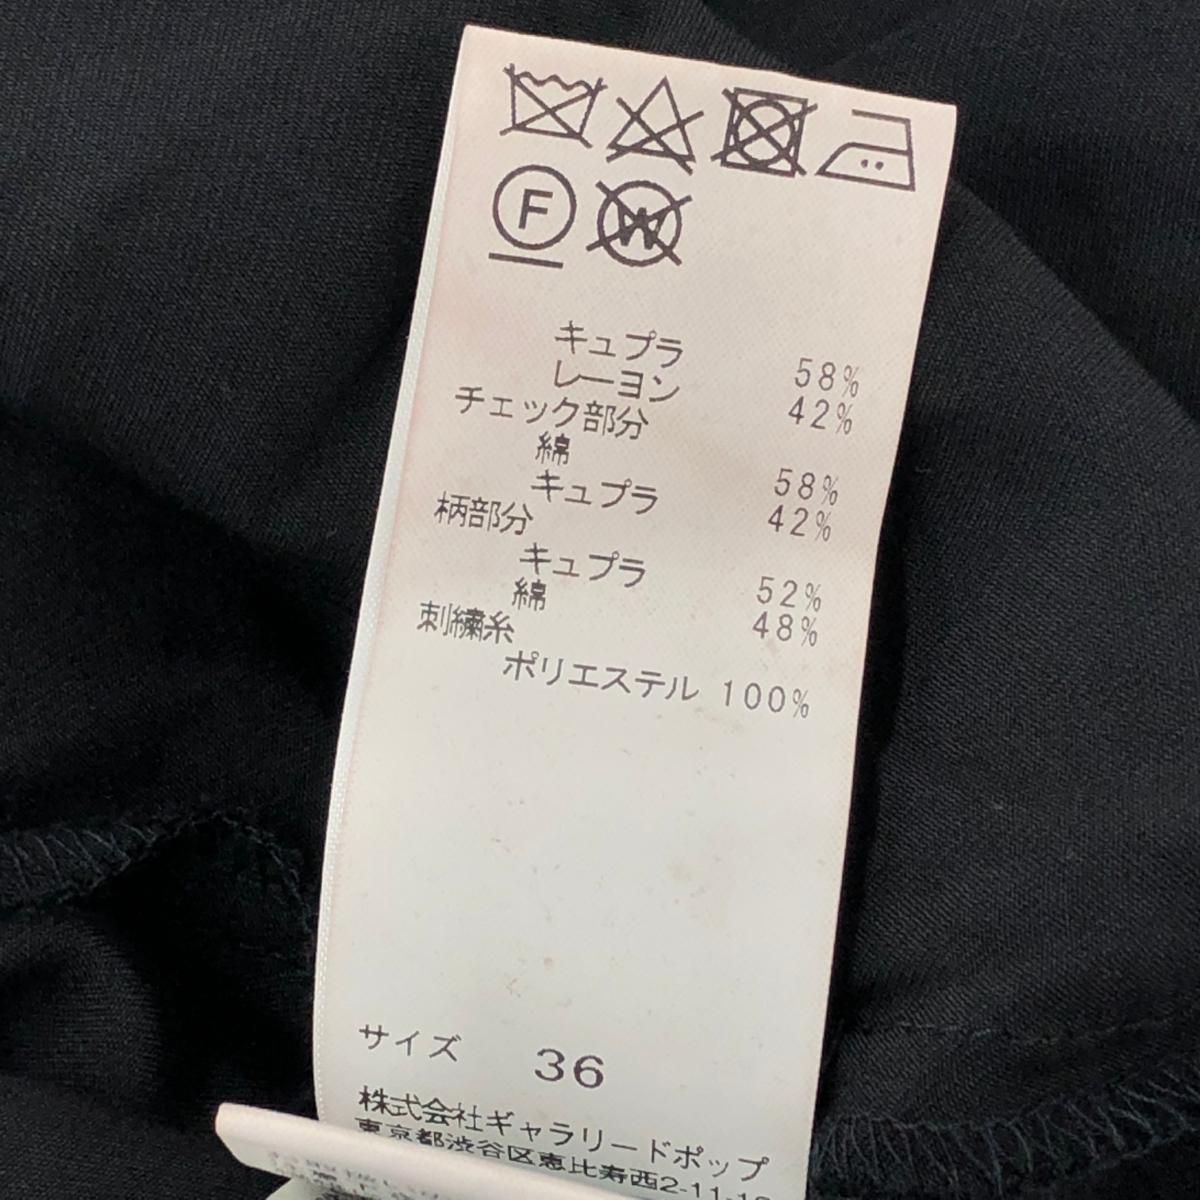 F W
キュプラ 58%
レーヨン 42%
チェック部分
綿 58%
キュプラ 42%
柄部分
キュプラ 52%
綿 48%
刺繍糸
ポリエステル 100%
サイズ 36
株式会社ギャラリードポップ
東京都渋谷区恵比寿西2-11-